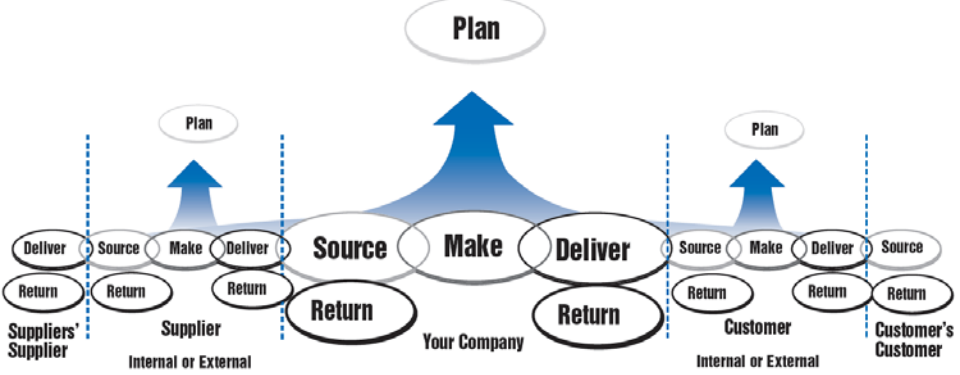 Plan
Plan
Plan
Deliver
Source
Make
Deliver
Source
Make
Deliver
Source
Make
Deliver
Source
Return
Return
Return
Return
Return
Return
Return
Return
Suppliers'
Supplier
Supplier
Internal or External
Your Company
Customer
Internal or External
Customer's
Customer